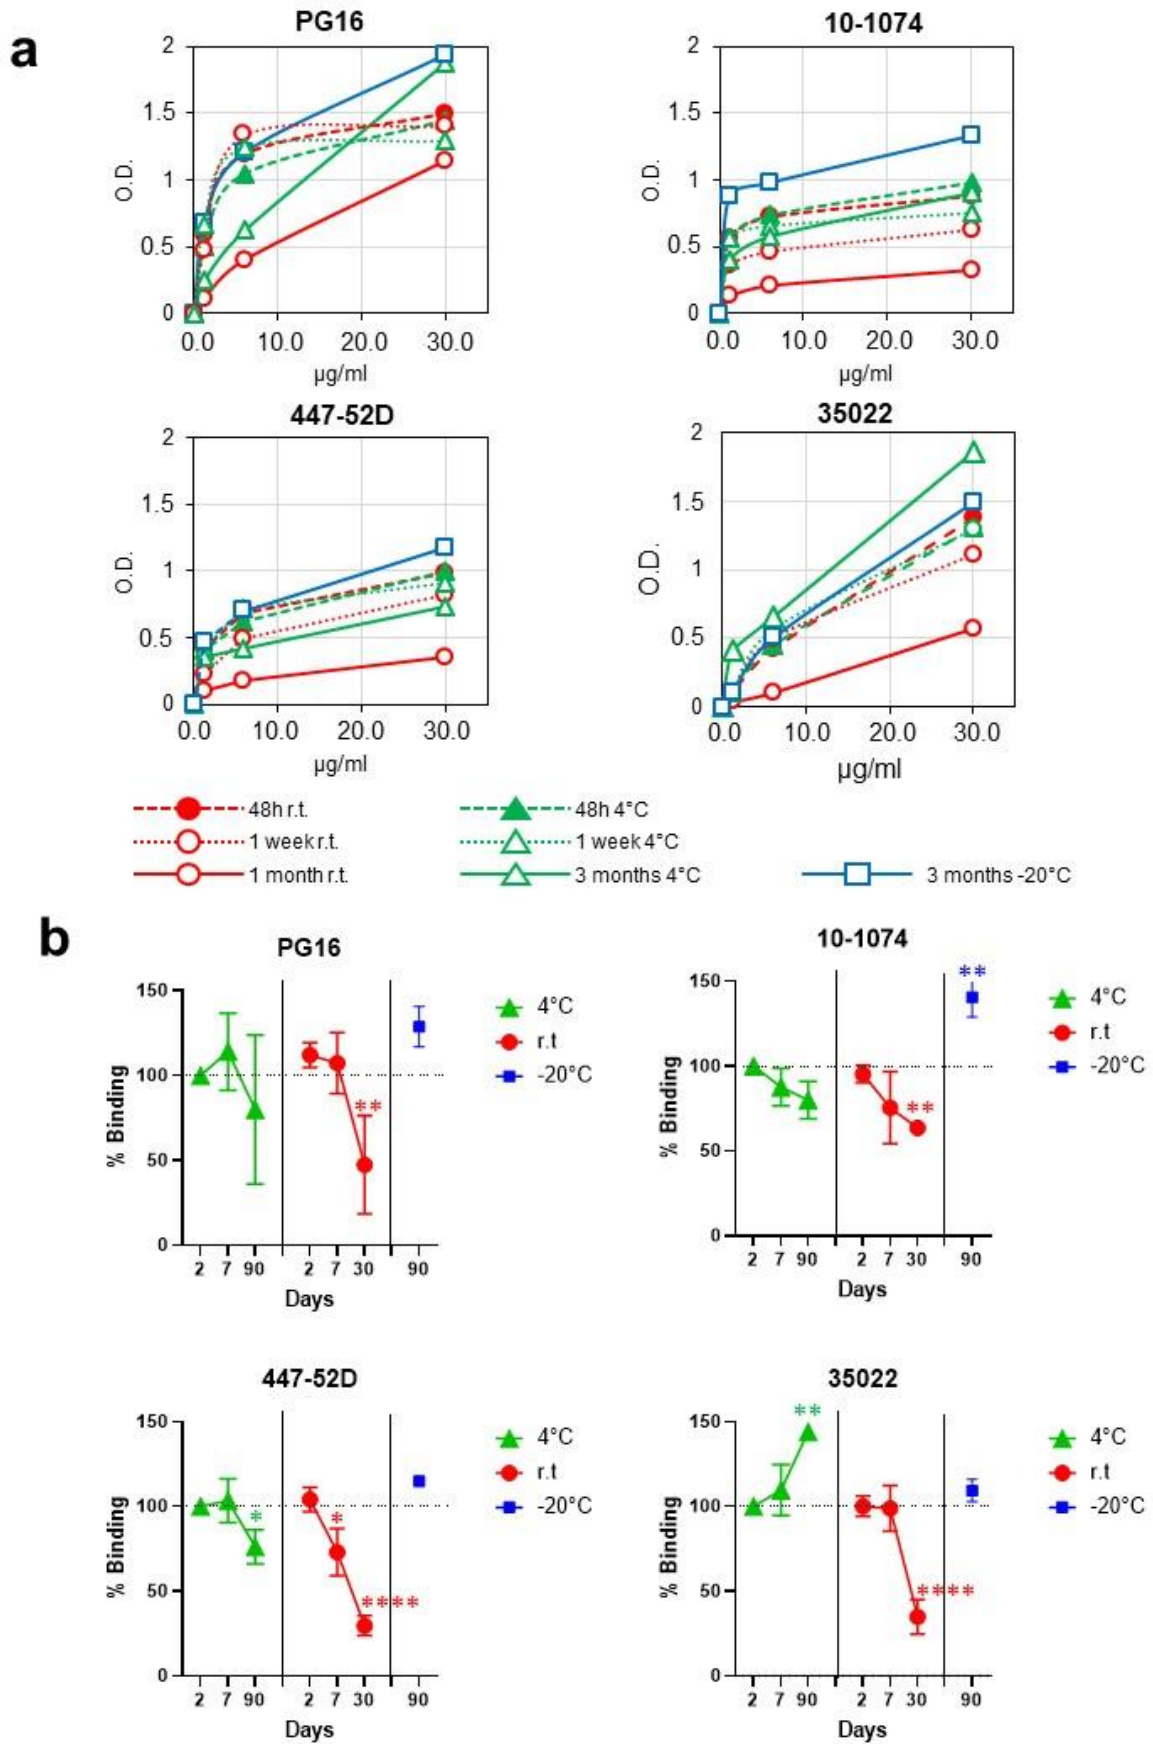 a
PG16
10-1074
2
1.5
1
0.5
0
O.D.
0.0 10.0 20.0 30.0
µg/ml
2
1.5
1
0.5
0
O.D.
0.0 10.0 20.0 30.0
µg/ml
447-52D
35022
2
1.5
1
0.5
0
O.D.
0.0 10.0 20.0 30.0
µg/ml
2
1.5
1
0.5
0
O.D.
0.0 10.0 20.0 30.0
µg/ml
48h r.t.
48h 4°C
1 week r.t.
1 week 4°C
1 month r.t.
3 months 4°C
3 months -20°C
b
PG16
150
100
50
0
% Binding
**
2 7 90 2 7 30 90
Days
4°C
r.t
-20°C
10-1074
150
100
50
0
% Binding
**
**
2 7 90 2 7 30 90
Days
4°C
r.t
-20°C
447-52D
150
100
50
0
% Binding
*
*
****
2 7 90 2 7 30 90
Days
4°C
r.t
-20°C
35022
150
100
50
0
% Binding
**
****
2 7 90 2 7 30 90
Days
4°C
r.t
-20°C